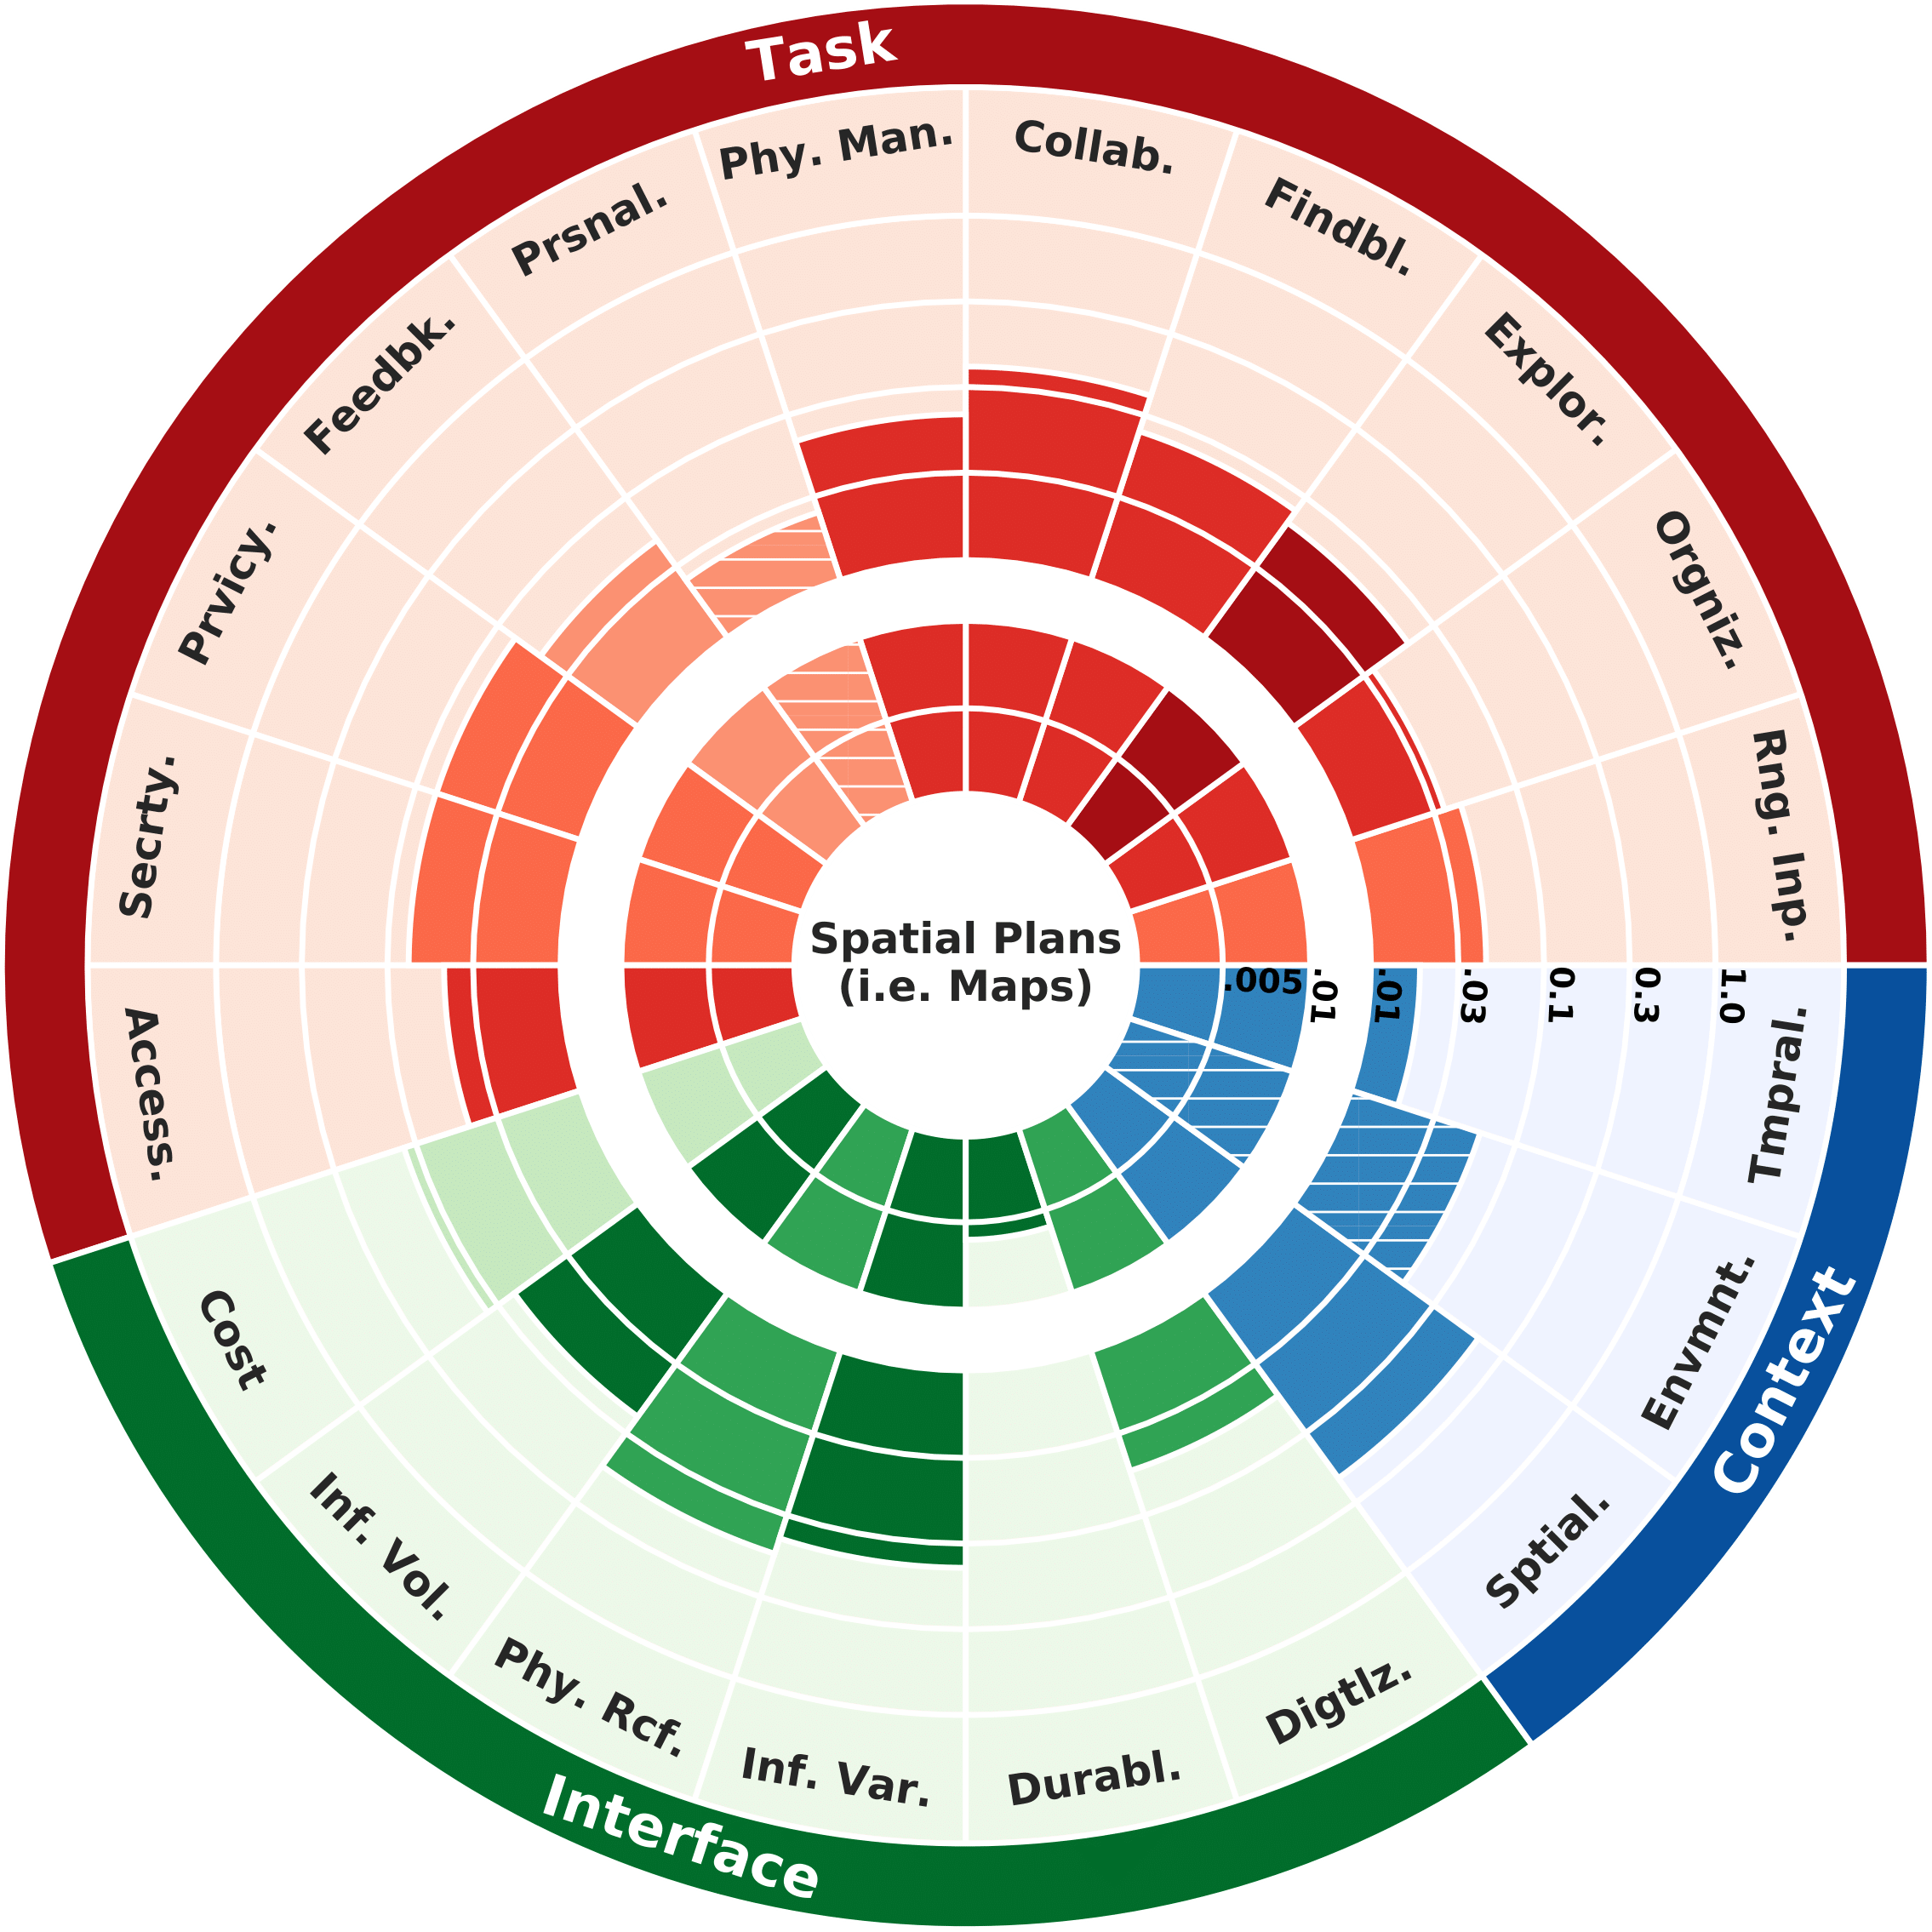 Task
Phy. Man.
Collab.
Findbl.
Explor.
Orgniz.
Rug. Inpu.
Prsnal.
Feedbk.
Prvicy.
Secrty.
Access.
Spatial Plans
(i.e. Maps)
.005
.01
.01
.03
0.1
0.3
1.0
Tmpral.
Envmnt.
Sptial.
Context
Cost
Inf. Vol.
Phy. Rcf.
Inf. Var.
Durabl.
Digtlz.
Interface